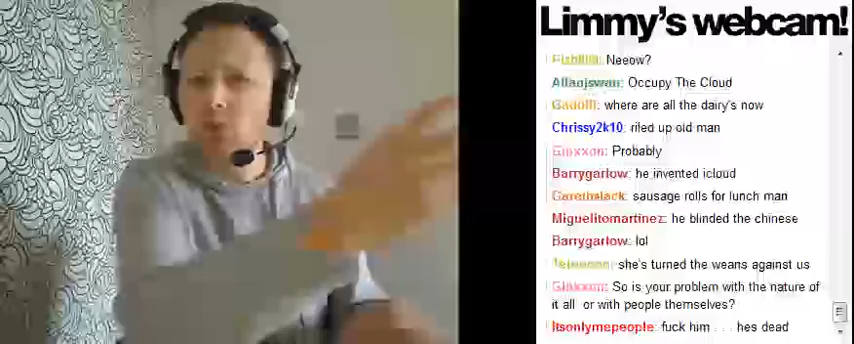 Limmy's webcam!
Neeow?
Allanjswan: Occupy The Cloud
where are all the dairy's now
Chrissy2k10: riled up old man
Probably
Barrygarlow: he invented icloud
sausage rolls for lunch man
Miguelitomartinez: he blinded the chinese
Barrygarlow: lol
she's turned the weans against us
So is your problem with the nature of
it all or with people themselves?
Itsonlymepeople: fuck him . . . hes dead